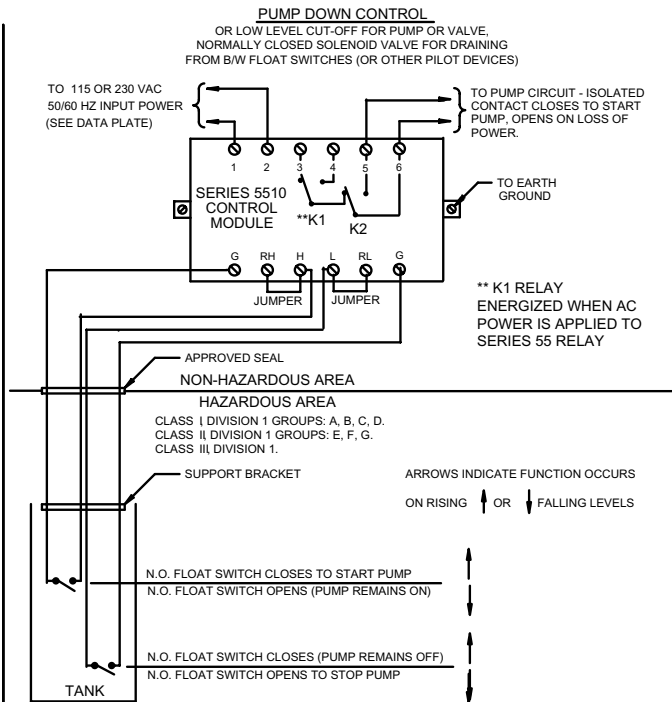 PUMP DOWN CONTROL
OR LOW LEVEL CUT-OFF FOR PUMP OR VALVE,
NORMALLY CLOSED SOLENOID VALVE FOR DRAINING
FROM B/W FLOAT SWITCHES (OR OTHER PILOT DEVICES)
TO 115 OR 230 VAC
50/60 HZ INPUT POWER
(SEE DATA PLATE)
TO PUMP CIRCUIT - ISOLATED
CONTACT CLOSES TO START
PUMP, OPENS ON LOSS OF
POWER.
1 2 3 4 5 6
SERIES 5510
CONTROL
MODULE
**K1
K2
TO EARTH
GROUND
G RH H L RL G
JUMPER JUMPER
** K1 RELAY
ENERGIZED WHEN AC
POWER IS APPLIED TO
SERIES 55 RELAY
APPROVED SEAL
NON-HAZARDOUS AREA
HAZARDOUS AREA
CLASS I, DIVISION 1 GROUPS: A, B, C, D.
CLASS II, DIVISION 1 GROUPS: E, F, G.
CLASS III, DIVISION 1.
SUPPORT BRACKET
ARROWS INDICATE FUNCTION OCCURS
ON RISING OR FALLING LEVELS
N.O. FLOAT SWITCH CLOSES TO START PUMP
N.O. FLOAT SWITCH OPENS (PUMP REMAINS ON)
N.O. FLOAT SWITCH CLOSES (PUMP REMAINS OFF)
N.O. FLOAT SWITCH OPENS TO STOP PUMP
TANK